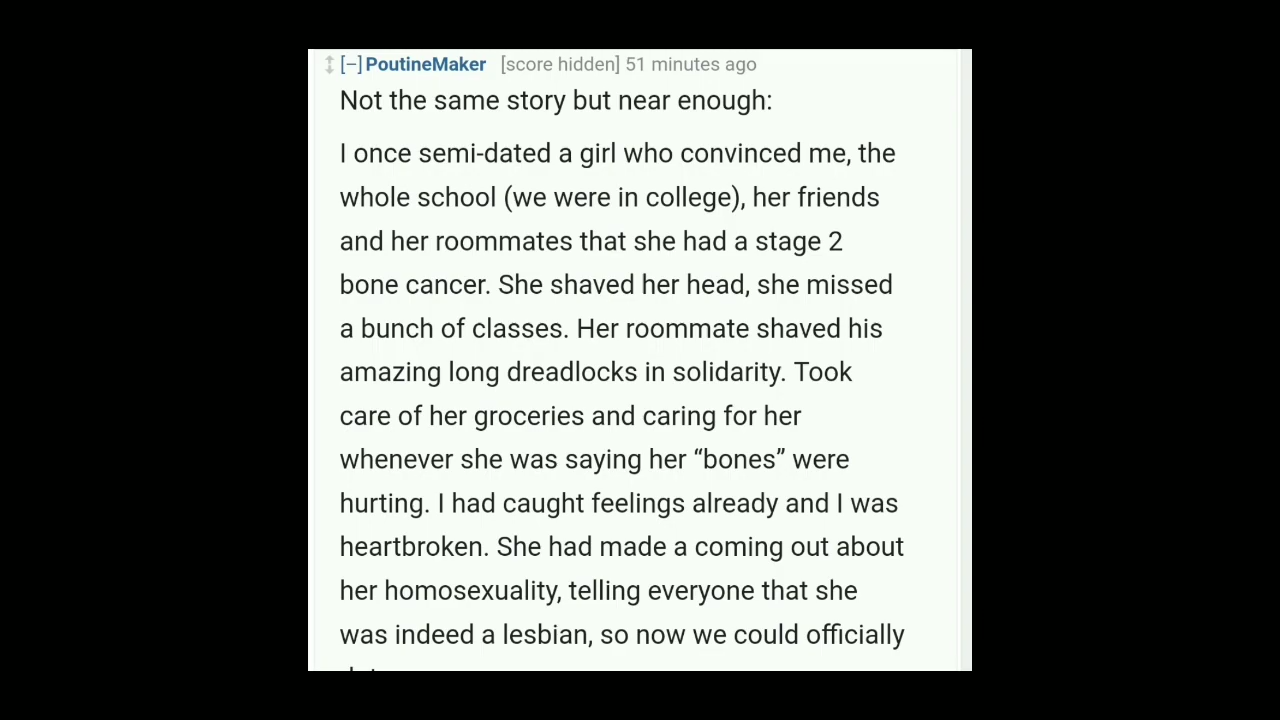 [–] PoutineMaker [score hidden] 51 minutes ago
Not the same story but near enough:
I once semi-dated a girl who convinced me, the
whole school (we were in college), her friends
and her roommates that she had a stage 2
bone cancer. She shaved her head, she missed
a bunch of classes. Her roommate shaved his
amazing long dreadlocks in solidarity. Took
care of her groceries and caring for her
whenever she was saying her “bones” were
hurting. I had caught feelings already and I was
heartbroken. She had made a coming out about
her homosexuality, telling everyone that she
was indeed a lesbian, so now we could officially